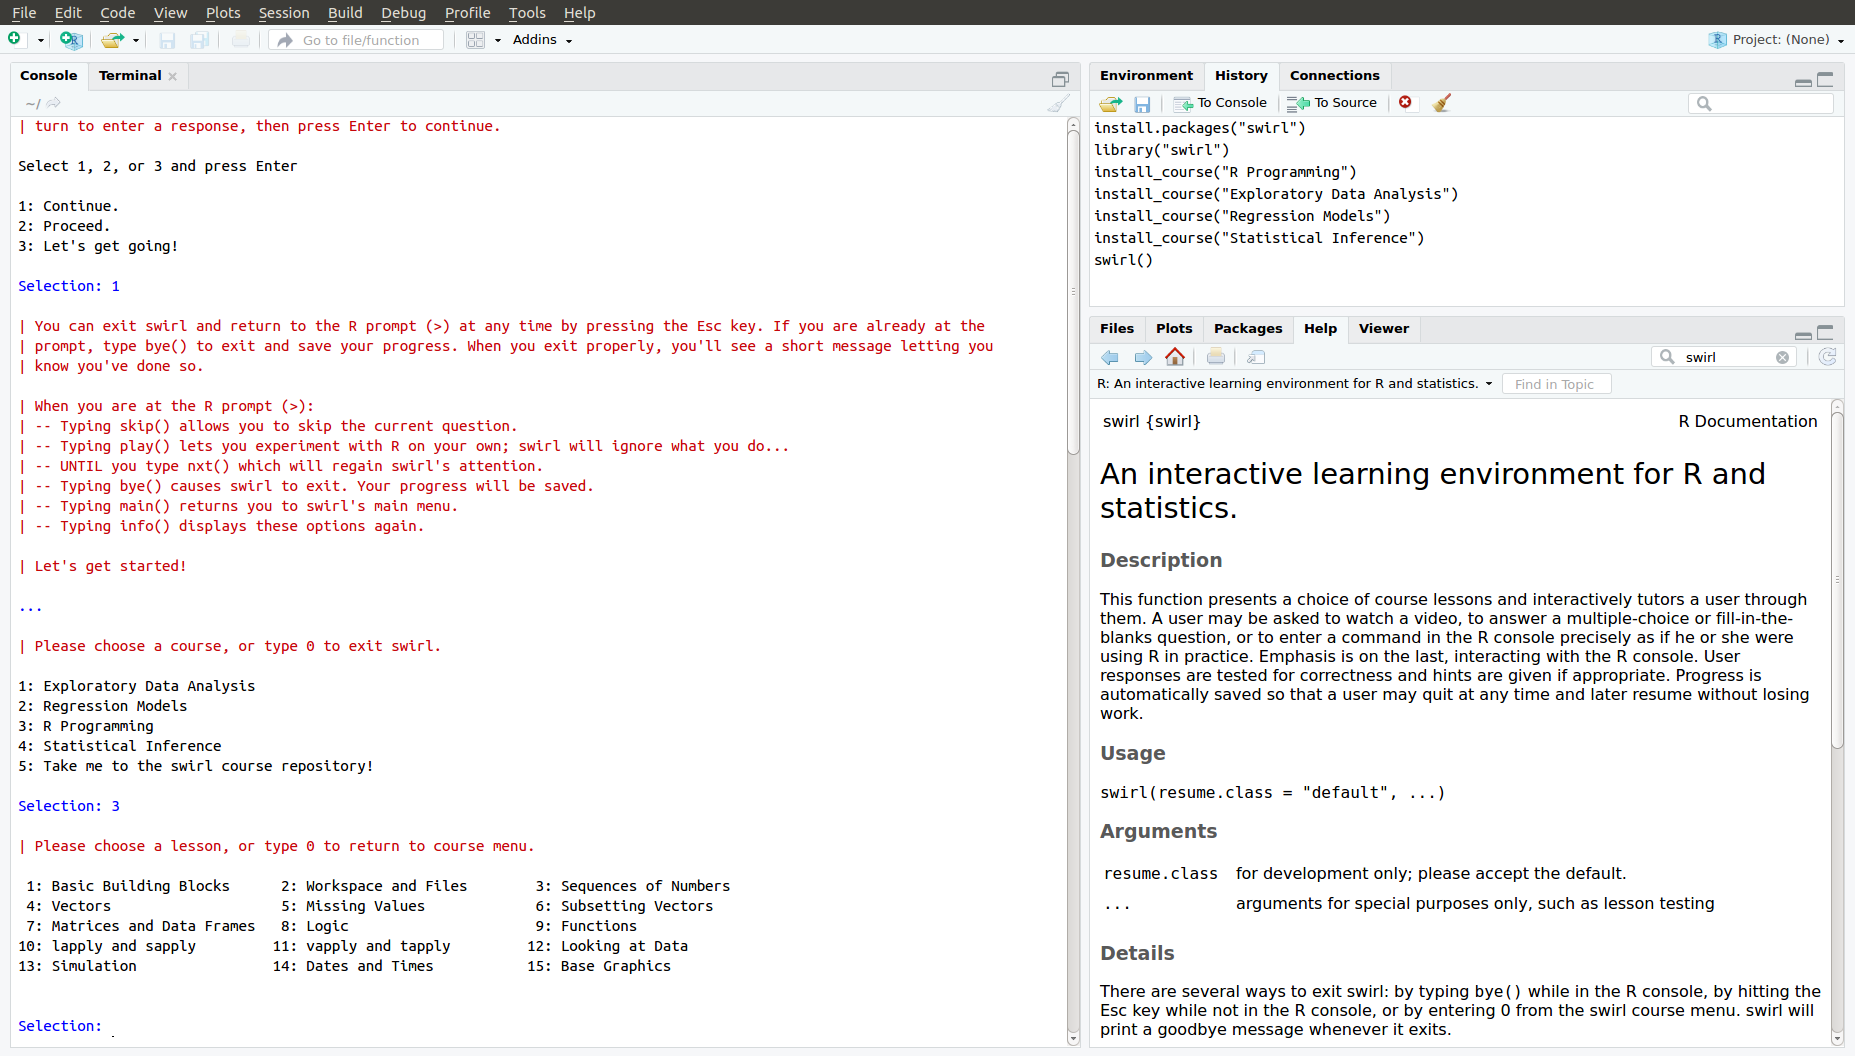 File Edit Code View Plots Session Build Debug Profile Tools Help
Go to file/function Addins Project: (None)
Console Terminal
~/
| turn to enter a response, then press Enter to continue.
Select 1, 2, or 3 and press Enter
1: Continue.
2: Proceed.
3: Let's get going!
Selection: 1
| You can exit swirl and return to the R prompt (>) at any time by pressing the Esc key. If you are already at the
| prompt, type bye() to exit and save your progress. When you exit properly, you'll see a short message letting you
| know you've done so.
| When you are at the R prompt (>):
| -- Typing skip() allows you to skip the current question.
| -- Typing play() lets you experiment with R on your own; swirl will ignore what you do...
| -- UNTIL you type nxt() which will regain swirl's attention.
| -- Typing bye() causes swirl to exit. Your progress will be saved.
| -- Typing main() returns you to swirl's main menu.
| -- Typing info() displays these options again.
| Let's get started!
...
| Please choose a course, or type 0 to exit swirl.
1: Exploratory Data Analysis
2: Regression Models
3: R Programming
4: Statistical Inference
5: Take me to the swirl course repository!
Selection: 3
| Please choose a lesson, or type 0 to return to course menu.
1: Basic Building Blocks 2: Workspace and Files 3: Sequences of Numbers
4: Vectors 5: Missing Values 6: Subsetting Vectors
7: Matrices and Data Frames 8: Logic 9: Functions
10: lapply and sapply 11: vapply and tapply 12: Looking at Data
13: Simulation 14: Dates and Times 15: Base Graphics
Selection:
Environment History Connections
To Console To Source
install.packages("swirl")
library("swirl")
install_course("R Programming")
install_course("Exploratory Data Analysis")
install_course("Regression Models")
install_course("Statistical Inference")
swirl()
Files Plots Packages Help Viewer
swirl
R: An interactive learning environment for R and statistics. Find in Topic
swirl {swirl} R Documentation
An interactive learning environment for R and
statistics.
Description
This function presents a choice of course lessons and interactively tutors a user through
them. A user may be asked to watch a video, to answer a multiple-choice or fill-in-the-
blanks question, or to enter a command in the R console precisely as if he or she were
using R in practice. Emphasis is on the last, interacting with the R console. User
responses are tested for correctness and hints are given if appropriate. Progress is
automatically saved so that a user may quit at any time and later resume without losing
work.
Usage
swirl(resume.class = "default", ...)
Arguments
resume.class for development only; please accept the default.
... arguments for special purposes only, such as lesson testing
Details
There are several ways to exit swirl: by typing bye() while in the R console, by hitting the
Esc key while not in the R console, or by entering 0 from the swirl course menu. swirl will
print a goodbye message whenever it exits.